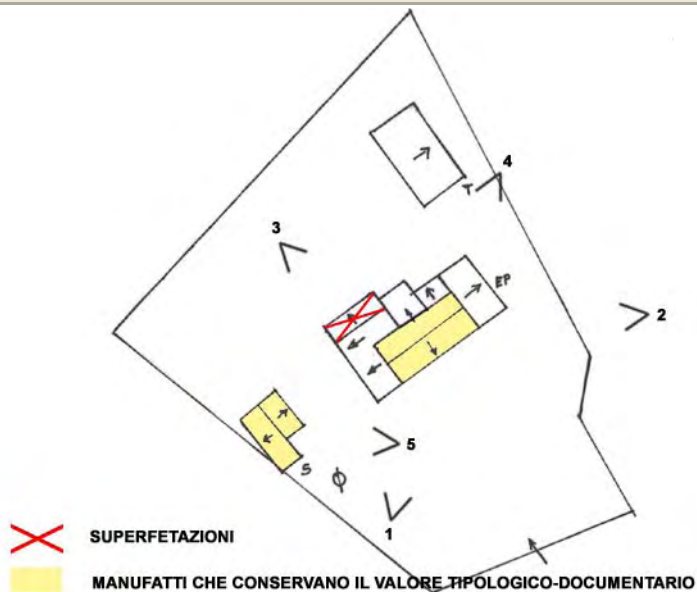 4
T
3
EP
2
5
S
1
SUPERFETAZIONI
MANUFATTI CHE CONSERVANO IL VALORE TIPOLOGICO-DOCUMENTARIO